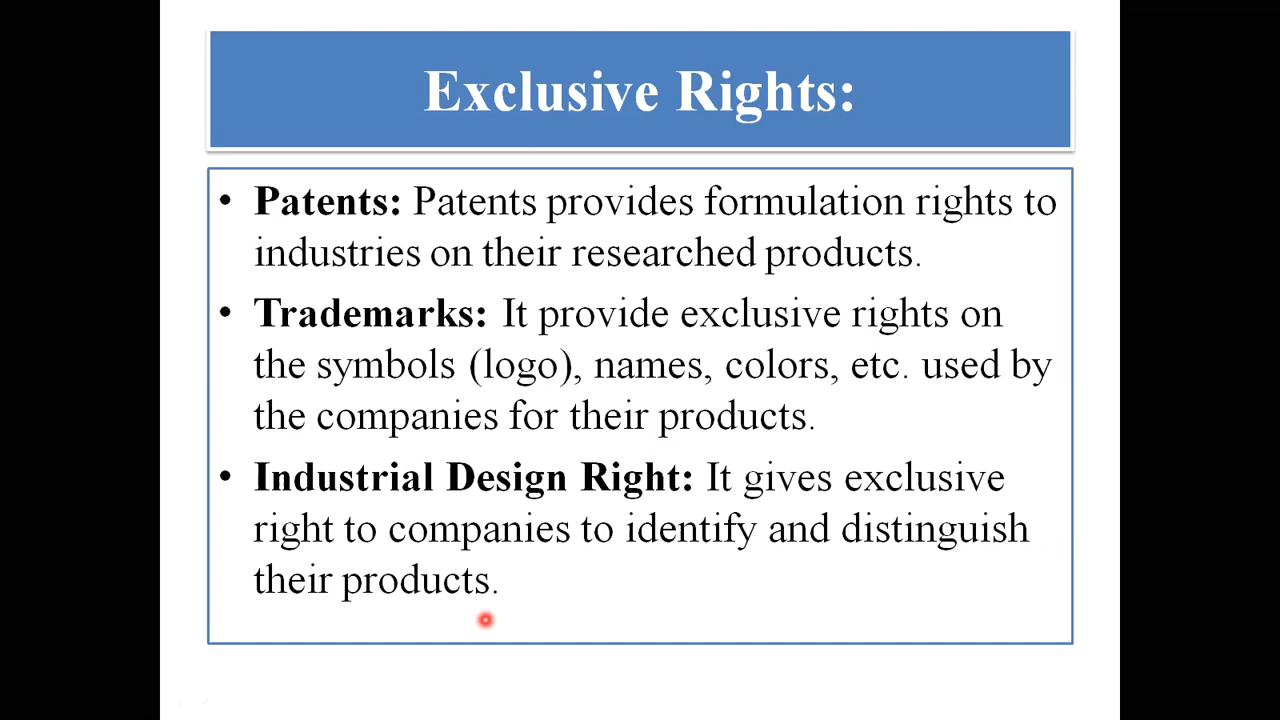 Exclusive Rights:
• Patents: Patents provides formulation rights to
industries on their researched products.
• Trademarks: It provide exclusive rights on
the symbols (logo), names, colors, etc. used by
the companies for their products.
• Industrial Design Right: It gives exclusive
right to companies to identify and distinguish
their products.